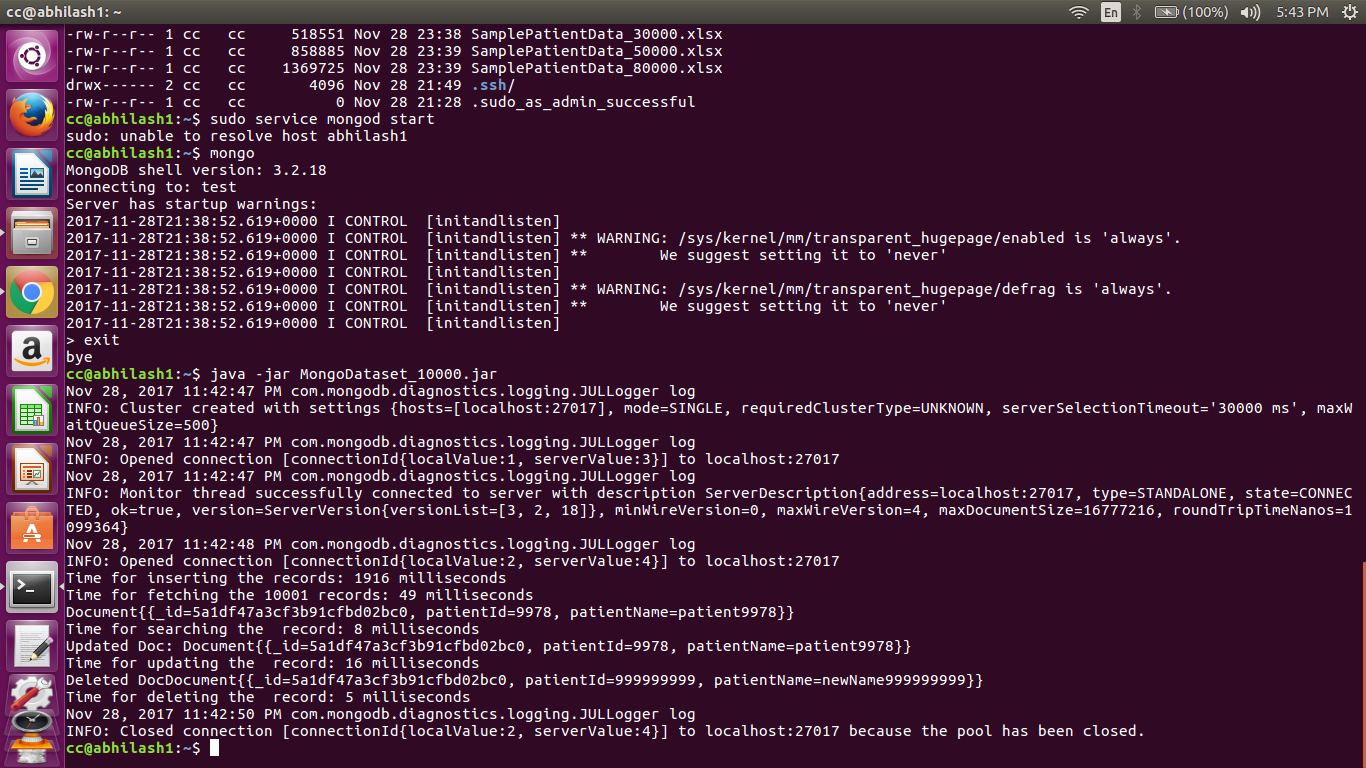 cc@abhilash1: ~
En
(100%)
5:43 PM
-rw-r--r-- 1 cc   cc     518551 Nov 28 23:38 SamplePatientData_30000.xlsx
-rw-r--r-- 1 cc   cc     858885 Nov 28 23:39 SamplePatientData_50000.xlsx
-rw-r--r-- 1 cc   cc    1369725 Nov 28 23:39 SamplePatientData_80000.xlsx
drwx------ 2 cc   cc       4096 Nov 28 21:49 .ssh/
-rw-r--r-- 1 cc   cc          0 Nov 28 21:28 .sudo_as_admin_successful
cc@abhilash1:~$ sudo service mongod start
sudo: unable to resolve host abhilash1
cc@abhilash1:~$ mongo
MongoDB shell version: 3.2.18
connecting to: test
Server has startup warnings:
2017-11-28T21:38:52.619+0000 I CONTROL  [initandlisten]
2017-11-28T21:38:52.619+0000 I CONTROL  [initandlisten] ** WARNING: /sys/kernel/mm/transparent_hugepage/enabled is 'always'.
2017-11-28T21:38:52.619+0000 I CONTROL  [initandlisten] **        We suggest setting it to 'never'
2017-11-28T21:38:52.619+0000 I CONTROL  [initandlisten]
2017-11-28T21:38:52.619+0000 I CONTROL  [initandlisten] ** WARNING: /sys/kernel/mm/transparent_hugepage/defrag is 'always'.
2017-11-28T21:38:52.619+0000 I CONTROL  [initandlisten] **        We suggest setting it to 'never'
2017-11-28T21:38:52.619+0000 I CONTROL  [initandlisten]
> exit
bye
cc@abhilash1:~$ java -jar MongoDataset_10000.jar
Nov 28, 2017 11:42:47 PM com.mongodb.diagnostics.logging.JULLogger log
INFO: Cluster created with settings {hosts=[localhost:27017], mode=SINGLE, requiredClusterType=UNKNOWN, serverSelectionTimeout='30000 ms', maxW
aitQueueSize=500}
Nov 28, 2017 11:42:47 PM com.mongodb.diagnostics.logging.JULLogger log
INFO: Opened connection [connectionId{localValue:1, serverValue:3}] to localhost:27017
Nov 28, 2017 11:42:47 PM com.mongodb.diagnostics.logging.JULLogger log
INFO: Monitor thread successfully connected to server with description ServerDescription{address=localhost:27017, type=STANDALONE, state=CONNEC
TED, ok=true, version=ServerVersion{versionList=[3, 2, 18]}, minWireVersion=0, maxWireVersion=4, maxDocumentSize=16777216, roundTripTimeNanos=1
099364}
Nov 28, 2017 11:42:48 PM com.mongodb.diagnostics.logging.JULLogger log
INFO: Opened connection [connectionId{localValue:2, serverValue:4}] to localhost:27017
Time for inserting the records: 1916 milliseconds
Time for fetching the 10001 records: 49 milliseconds
Document{{_id=5a1df47a3cf3b91cfbd02bc0, patientId=9978, patientName=patient9978}}
Time for searching the  record: 8 milliseconds
Updated Doc: Document{{_id=5a1df47a3cf3b91cfbd02bc0, patientId=9978, patientName=patient9978}}
Time for updating the  record: 16 milliseconds
Deleted DocDocument{{_id=5a1df47a3cf3b91cfbd02bc0, patientId=999999999, patientName=newName999999999}}
Time for deleting the  record: 5 milliseconds
Nov 28, 2017 11:42:50 PM com.mongodb.diagnostics.logging.JULLogger log
INFO: Closed connection [connectionId{localValue:2, serverValue:4}] to localhost:27017 because the pool has been closed.
cc@abhilash1:~$